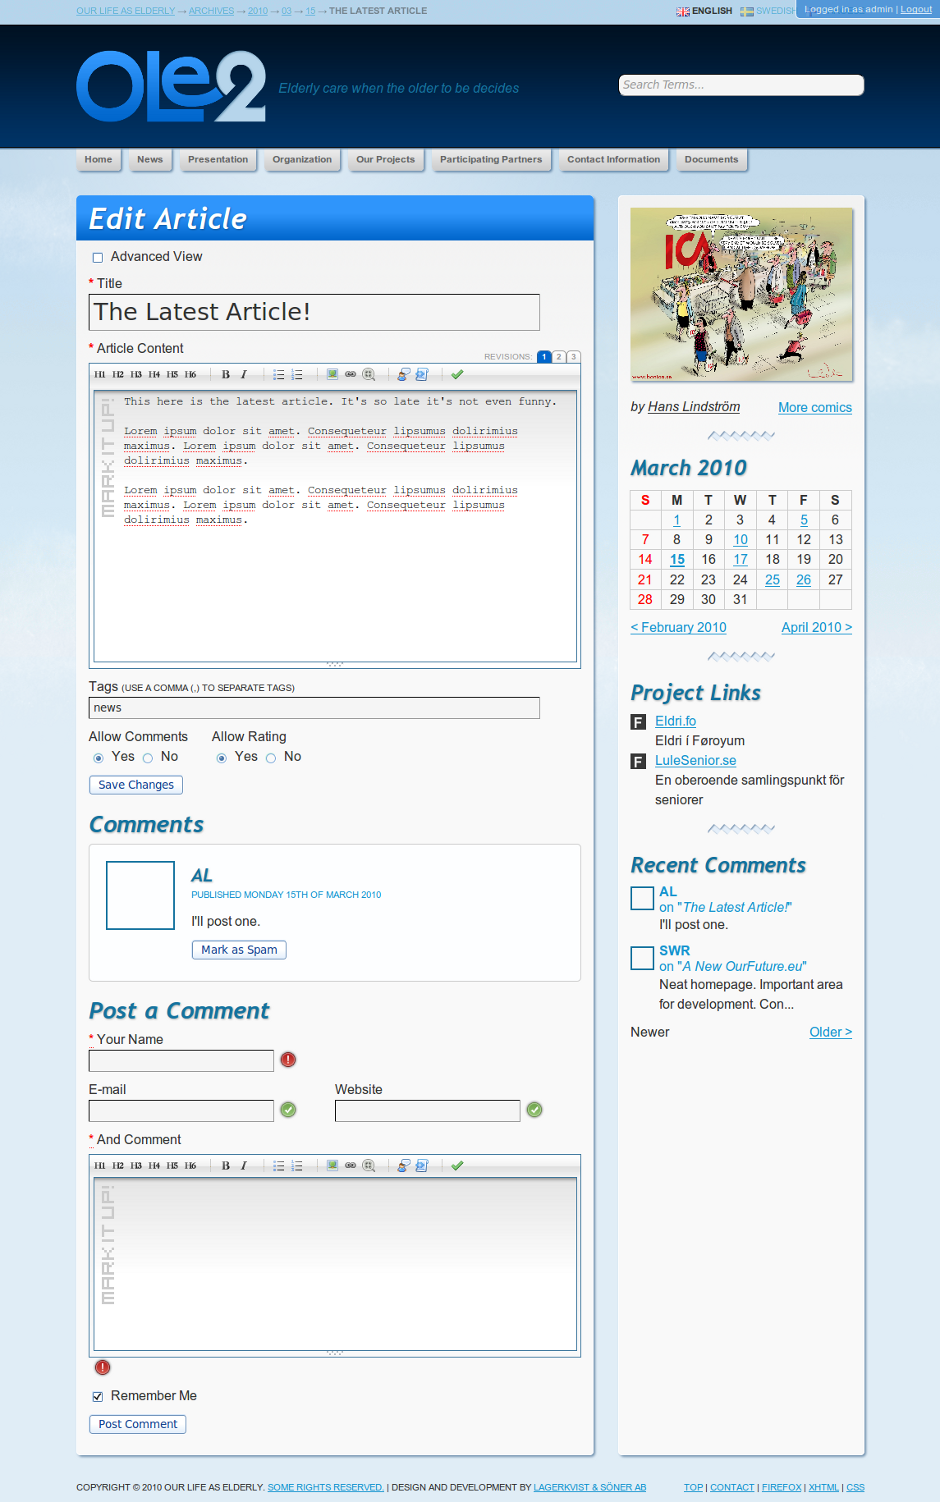 OUR LIFE AS ELDERLY → ARCHIVES → 2010 → 03 → 15 → THE LATEST ARTICLE
ENGLISH SWEDISH
Logged in as admin | Logout
OLe2
Elderly care when the older to be decides
Search Terms...
Home News Presentation Organization Our Projects Participating Partners Contact Information Documents
Edit Article
Advanced View
* Title
The Latest Article!
* Article Content
REVISIONS: 1 2 3
H1 H2 H3 H4 H5 H6 B I
MARK IT UP!
This here is the latest article. It's so late it's not even funny.
Lorem ipsum dolor sit amet. Consequeteur lipsumus dolirimius
maximus. Lorem ipsum dolor sit amet. Consequeteur lipsumus
dolirimius maximus.
Lorem ipsum dolor sit amet. Consequeteur lipsumus dolirimius
maximus. Lorem ipsum dolor sit amet. Consequeteur lipsumus
dolirimius maximus.
Tags (USE A COMMA (,) TO SEPARATE TAGS)
news
Allow Comments Allow Rating
Yes No Yes No
Save Changes
Comments
AL
PUBLISHED MONDAY 15TH OF MARCH 2010
I'll post one.
Mark as Spam
Post a Comment
* Your Name
E-mail Website
* And Comment
H1 H2 H3 H4 H5 H6 B I
MARK IT UP!
Remember Me
Post Comment
ICA
by Hans Lindström More comics
March 2010
S M T W T F S
1 2 3 4 5 6
7 8 9 10 11 12 13
14 15 16 17 18 19 20
21 22 23 24 25 26 27
28 29 30 31
< February 2010 April 2010 >
Project Links
F Eldri.fo
Eldri í Føroyum
F LuleSenior.se
En oberoende samlingspunkt för
seniorer
Recent Comments
AL
on "The Latest Article!"
I'll post one.
SWR
on "A New OurFuture.eu"
Neat homepage. Important area
for development. Con...
Newer Older >
COPYRIGHT © 2010 OUR LIFE AS ELDERLY. SOME RIGHTS RESERVED. | DESIGN AND DEVELOPMENT BY LAGERKVIST & SÖNER AB
TOP | CONTACT | FIREFOX | XHTML | CSS